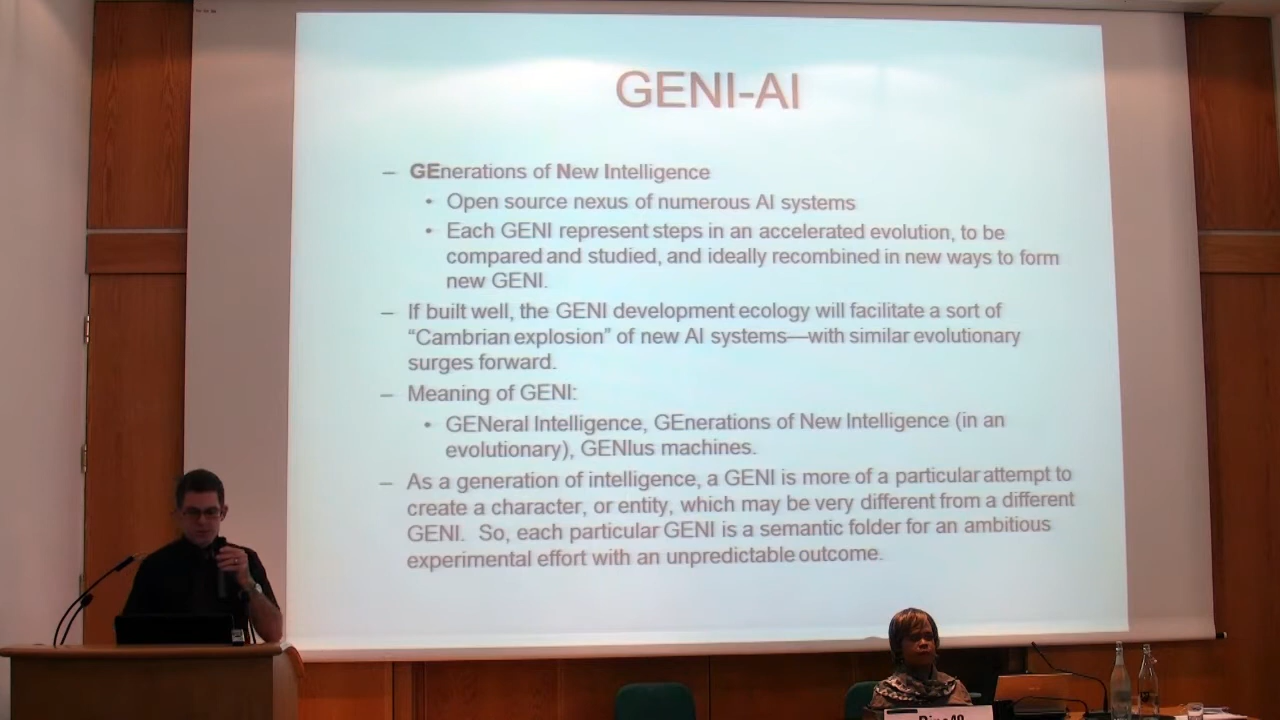 GENI-AI
– GEnerations of New Intelligence
• Open source nexus of numerous AI systems
• Each GENI represent steps in an accelerated evolution, to be
compared and studied, and ideally recombined in new ways to form
new GENI.
– If built well, the GENI development ecology will facilitate a sort of
“Cambrian explosion” of new AI systems—with similar evolutionary
surges forward.
– Meaning of GENI:
• GENeral Intelligence, GEnerations of New Intelligence (in an
evolutionary), GENIus machines.
– As a generation of intelligence, a GENI is more of a particular attempt to
create a character, or entity, which may be very different from a different
GENI. So, each particular GENI is a semantic folder for an ambitious
experimental effort with an unpredictable outcome.